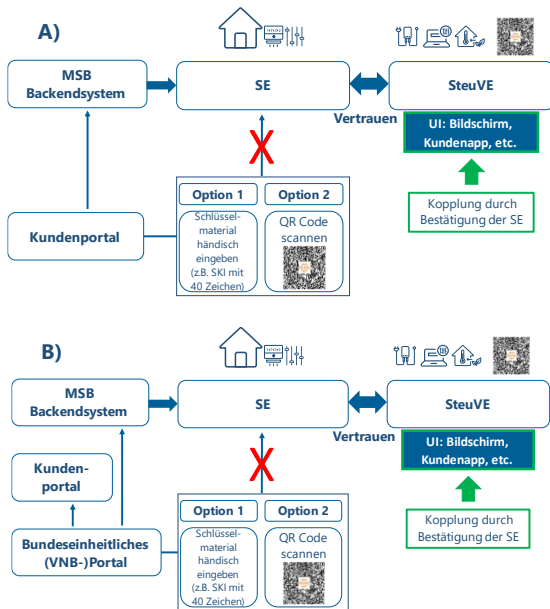 A)
MSB
Backendsystem
SE
SteuVE
Vertrauen
UI: Bildschirm,
Kundenapp, etc.
Option 1
Option 2
Schlüssel-
material
händisch
eingeben
(z.B. SKI mit
40 Zeichen)
QR Code
scannen
Kundenportal
Kopplung durch
Bestätigung der SE
B)
MSB
Backendsystem
SE
SteuVE
Vertrauen
UI: Bildschirm,
Kundenapp, etc.
Kunden-
portal
Option 1
Option 2
Schlüssel-
material
händisch
eingeben
(z.B. SKI mit
40 Zeichen)
QR Code
scannen
Bundeseinheitliches
(VNB-)Portal
Kopplung durch
Bestätigung der SE